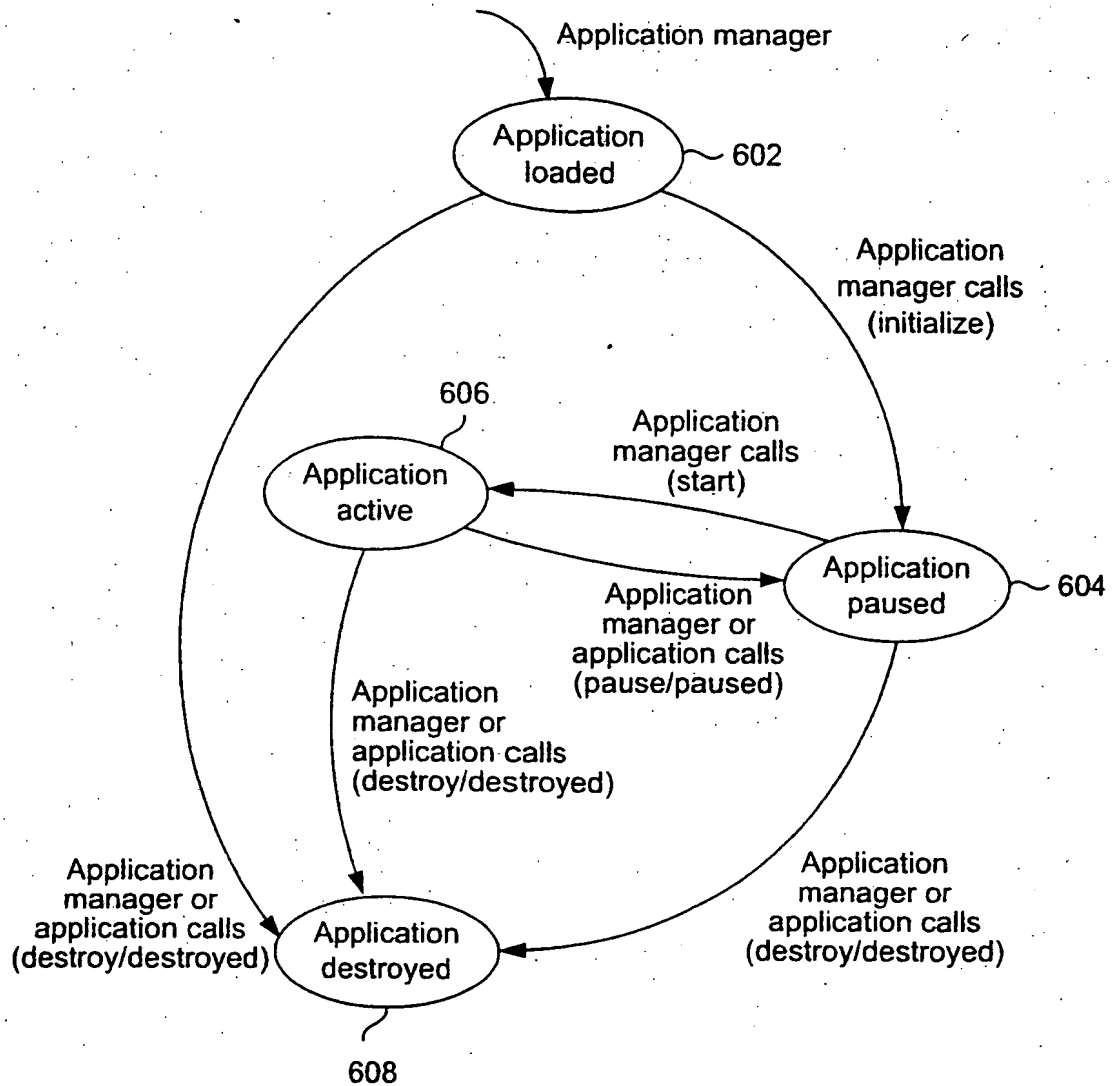 Application manager
Application
loaded
602
Application
manager calls
(initialize)
606
Application
manager calls
(start)
Application
active
Application
paused
604
Application
manager or
application calls
(pause/paused)
Application
manager or
application calls
(destroy/destroyed)
Application
manager or
application calls
(destroy/destroyed)
Application
manager or
application calls
(destroy/destroyed)
Application
destroyed
608